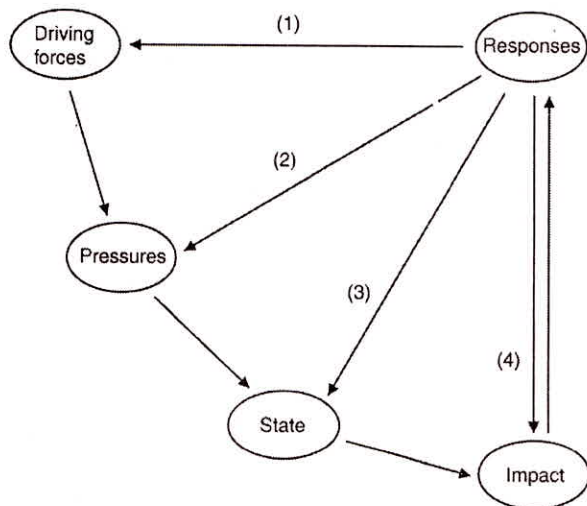 Driving
forces
(1)
Responses
(2)
Pressures
(3)
(4)
State
Impact